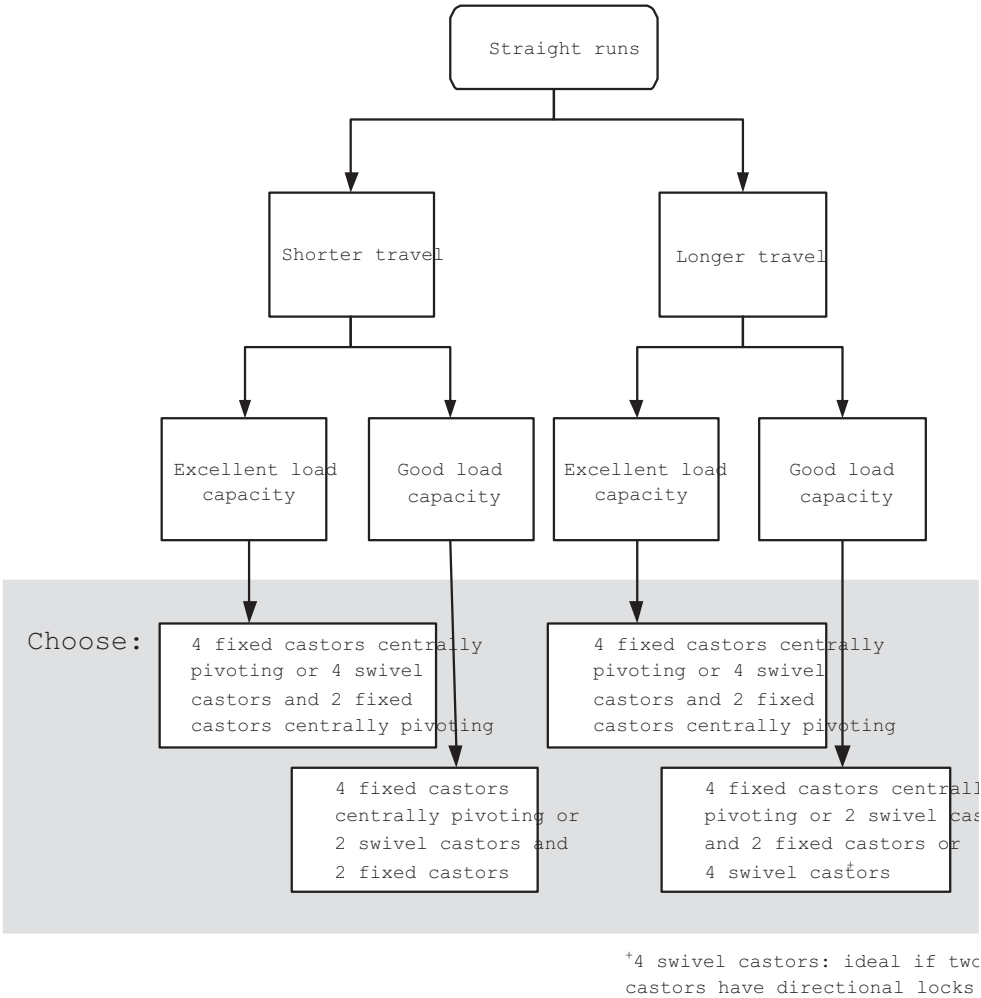 Straight runs
Shorter travel
Longer travel
Excellent load
capacity
Good load
capacity
Excellent load
capacity
Good load
capacity
Choose:
4 fixed castors centrally
pivoting or 4 swivel
castors and 2 fixed
castors centrally pivoting
4 fixed castors centrally
pivoting or 4 swivel
castors and 2 fixed
castors centrally pivoting
4 fixed castors
centrally pivoting or
2 swivel castors and
2 fixed castors
4 fixed castors central
pivoting or 2 swivel cas
and 2 fixed castors or
4 swivel castors+
+4 swivel castors: ideal if two
castors have directional locks